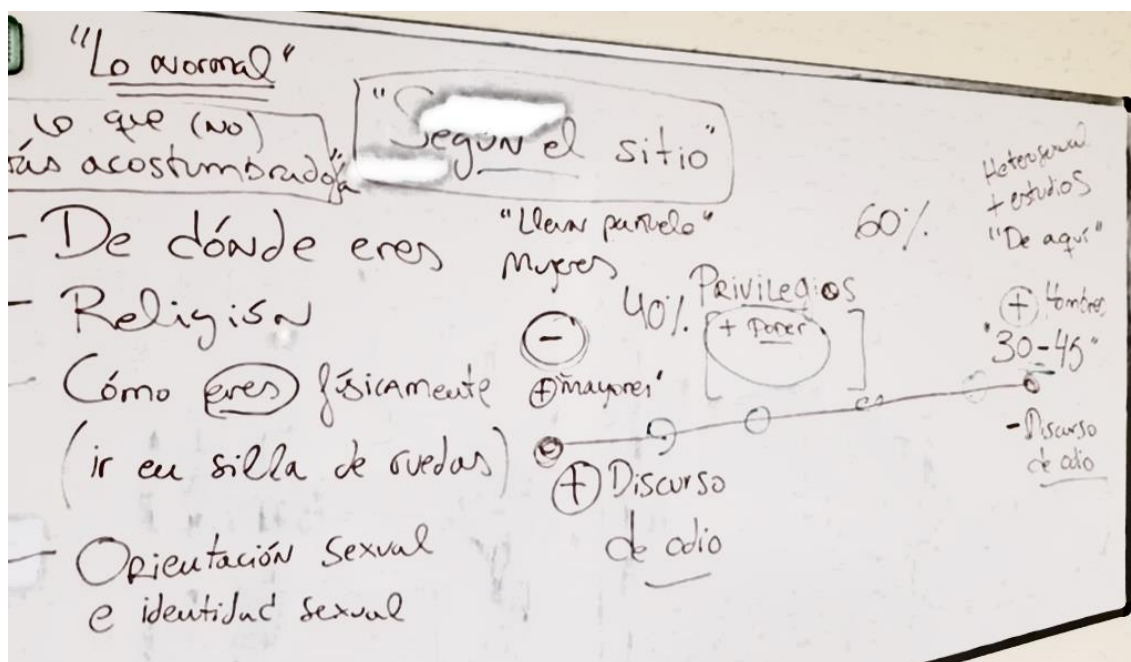 "Lo Normal"
lo que (NO)
ás acostumbrado/a"
"Según el sitio"
- De dónde eres
- Religión
- Cómo eres físicamente
(ir en silla de ruedas)
- Orientación sexual
e identidad sexual
"Llevar pañuelo"
Mujeres
-
+ mayores"
40%
Privilegios
+ Poder
60%
Heterosexual
+ estudios
"De aquí"
+ Hombres
"30-45"
+ Discurso
de odio
- Discurso
de odio